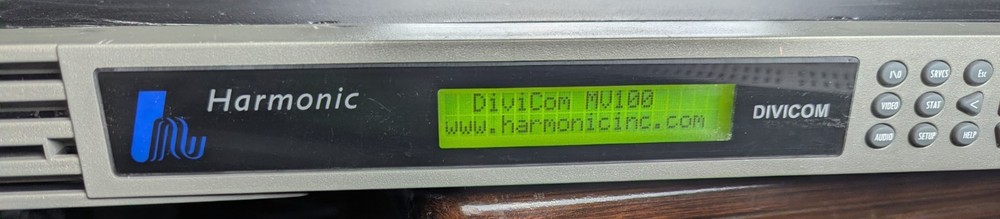 Harmonic
DiviCom MV100
www.harmonicinc.com
DIVICOM
I\O SRVCS Esc
VIDEO STAT <
AUDIO SETUP HELP